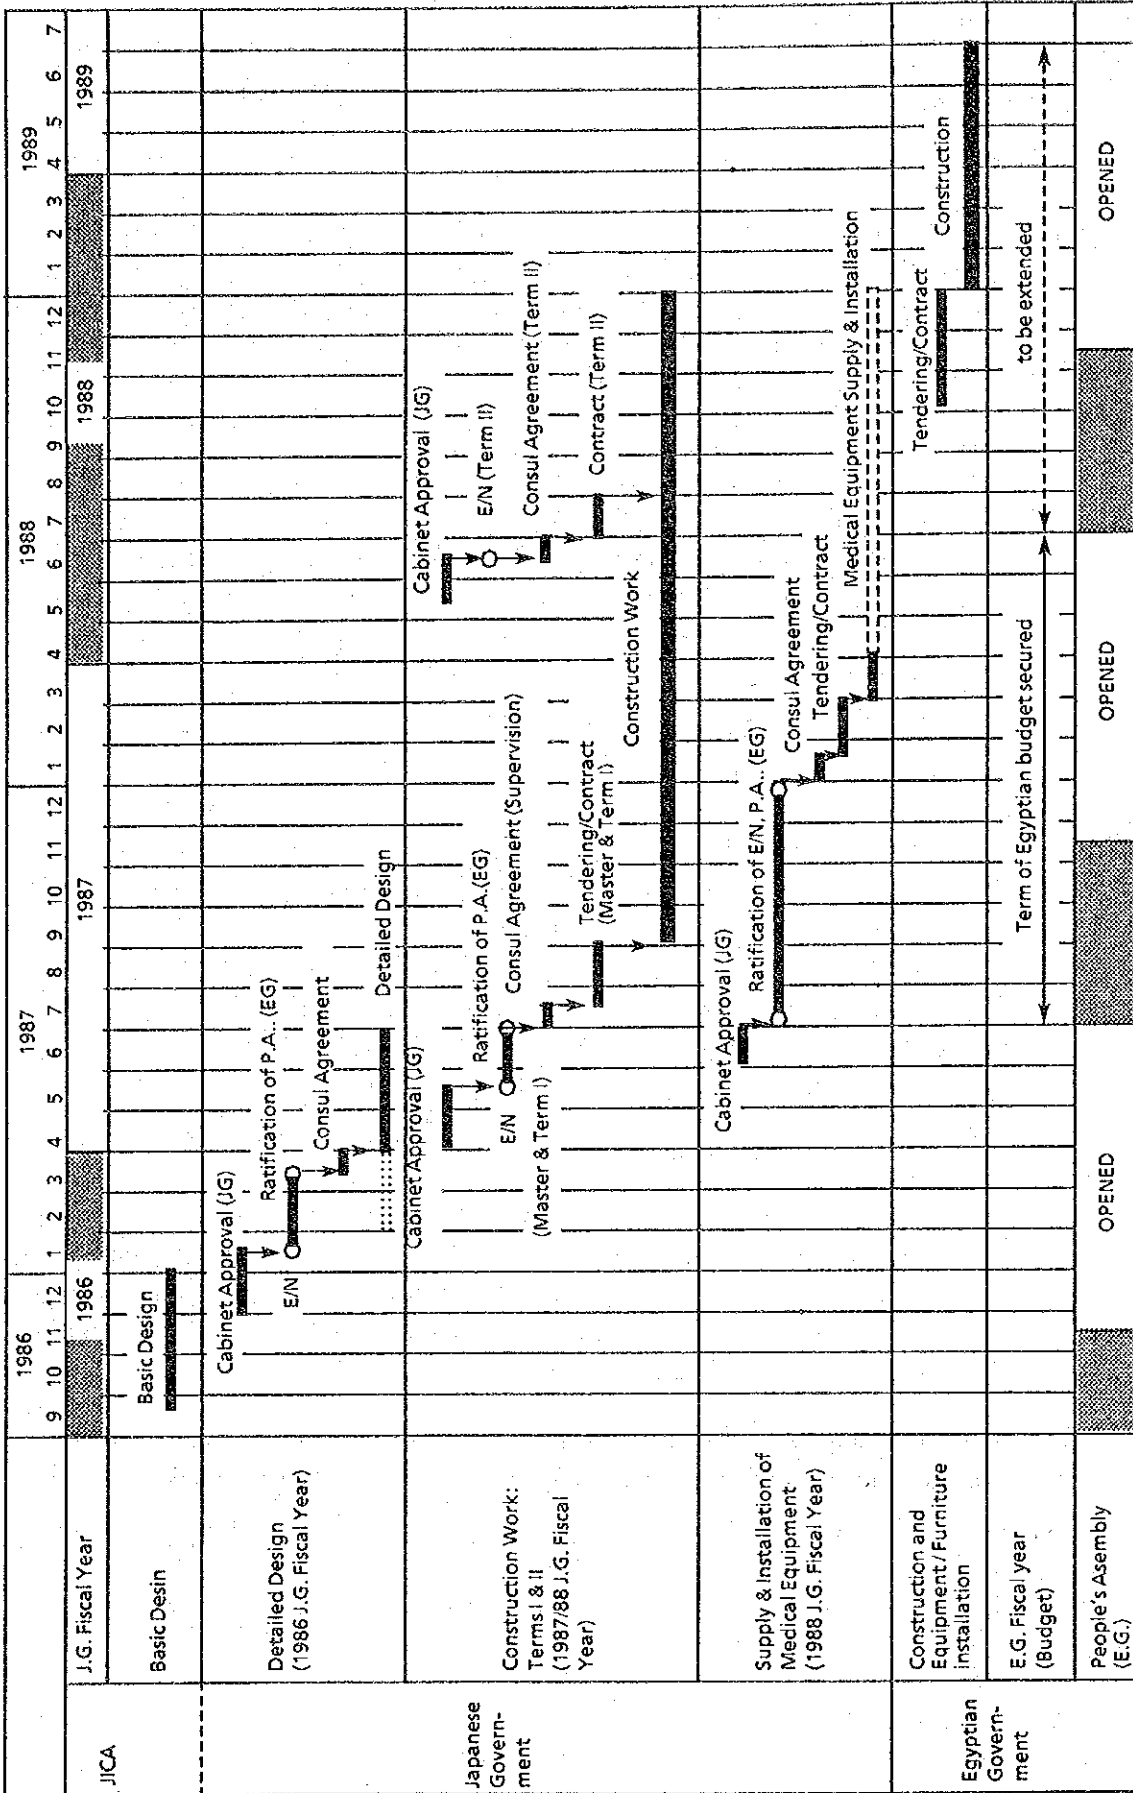 1986 1987 1988 1989
9 10 11 12 1 2 3 4 5 6 7 8 9 10 11 12 1 2 3 4 5 6 7 8 9 10 11 12 1 2 3 4 5 6 7
JICA
J.G. Fiscal Year
1986 1987 1988 1989
Basic Desin
Basic Design
Japanese
Govern-
ment
Detailed Design
(1986 J.G. Fiscal Year)
Cabinet Approval (JG)
E/N
Ratification of P.A.. (EG)
Consul Agreement
Detailed Design
Construction Work:
Terms I & II
(1987/88 J.G. Fiscal
Year)
Cabinet Approval (JG)
E/N
(Master & Term I)
Ratification of P.A.(EG)
Consul Agreement (Supervision)
Tendering/Contract
(Master & Term I)
Construction Work
Cabinet Approval (JG)
E/N (Term II)
Consul Agreement (Term II)
Contract (Term II)
Supply & Installation of
Medical Equipment
(1988 J.G. Fiscal Year)
Cabinet Approval (JG)
Ratification of E/N, P.A.. (EG)
Consul Agreement
Tendering/Contract
Medical Equipment Supply & Installation
Egyptian
Govern-
ment
Construction and
Equipment / Furniture
Installation
Tendering/Contract
Construction
E.G. Fiscal year
(Budget)
Term of Egyptian budget secured
to be extended
People's Asembly
(E.G.)
OPENED
OPENED
OPENED